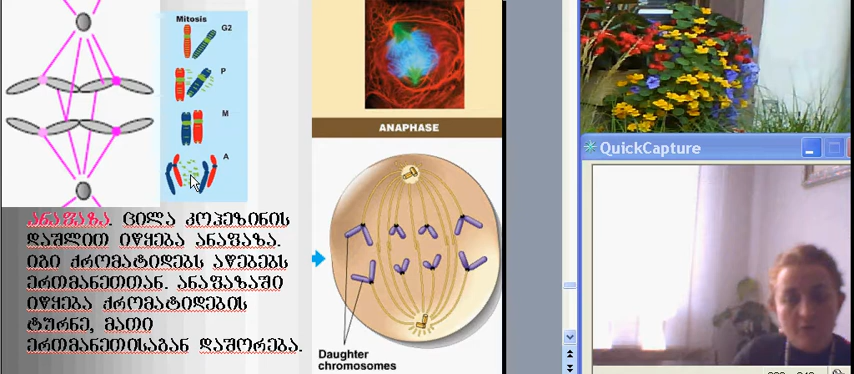 Mitosis
G2
P
M
A
ANAPHASE
Daughter
chromosomes
ანაფაზა. ცილა კოჰეზინის
დაშლით იწყება ანაფაზა.
იგი ქრომატიდებს აწებებს
ერთმანეთთან. ანაფაზაში
იწყება ქრომატიდების
ტურნე, მათი
ერთმანეთისაგან დაშორება.
QuickCapture